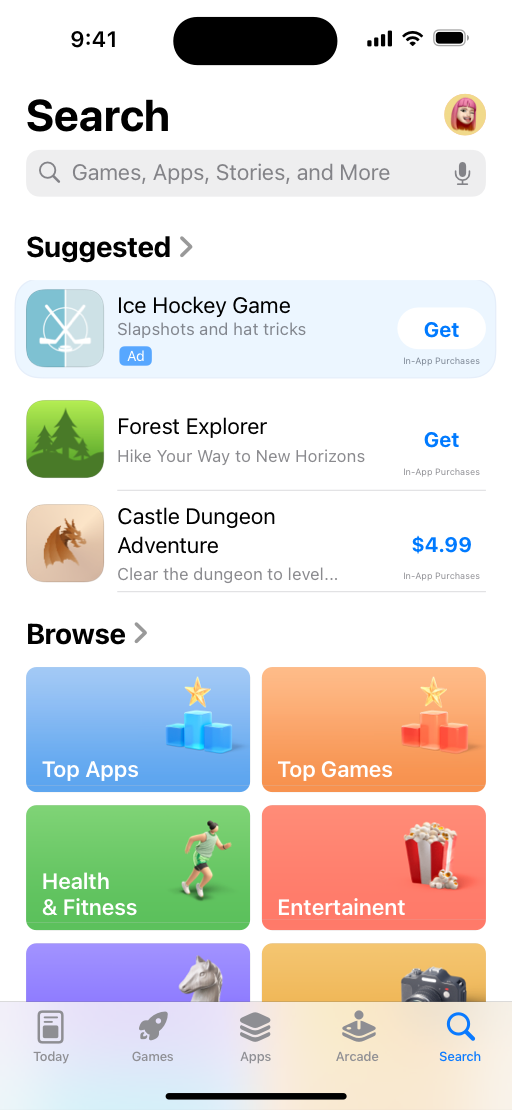 9:41
Search
Games, Apps, Stories, and More
Suggested
Ice Hockey Game
Slapshots and hat tricks
Ad
Get
In-App Purchases
Forest Explorer
Hike Your Way to New Horizons
Get
In-App Purchases
Castle Dungeon
Adventure
Clear the dungeon to level...
$4.99
In-App Purchases
Browse
Top Apps
Top Games
Health
& Fitness
Entertainent
Today
Games
Apps
Arcade
Search